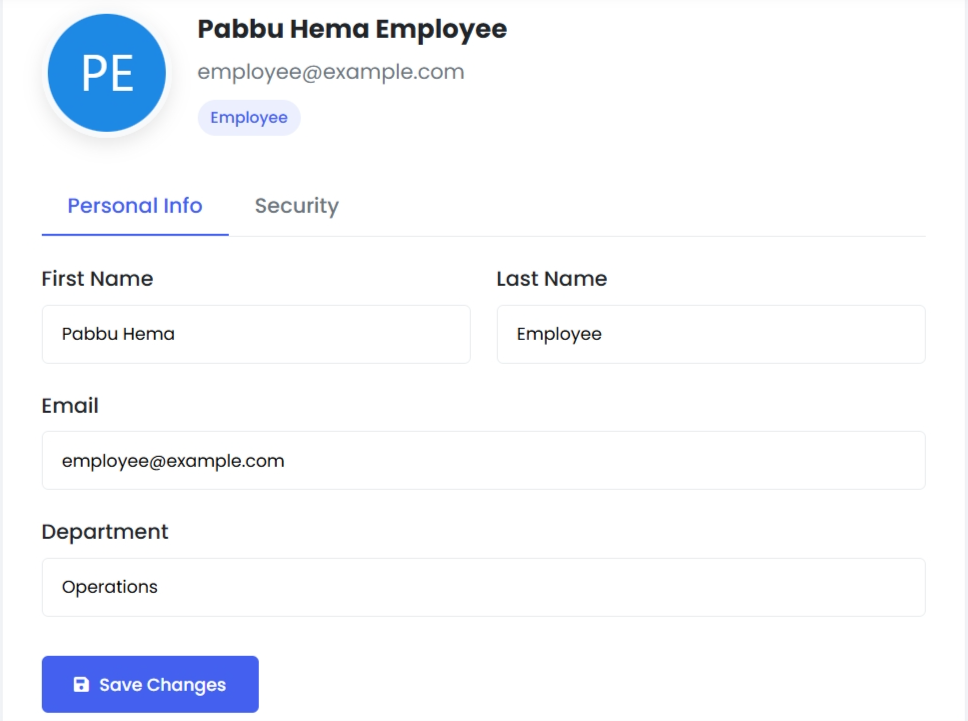 PE
Pabbu Hema Employee
employee@example.com
Employee
Personal Info Security
First Name Last Name
Pabbu Hema Employee
Email
employee@example.com
Department
Operations
Save Changes